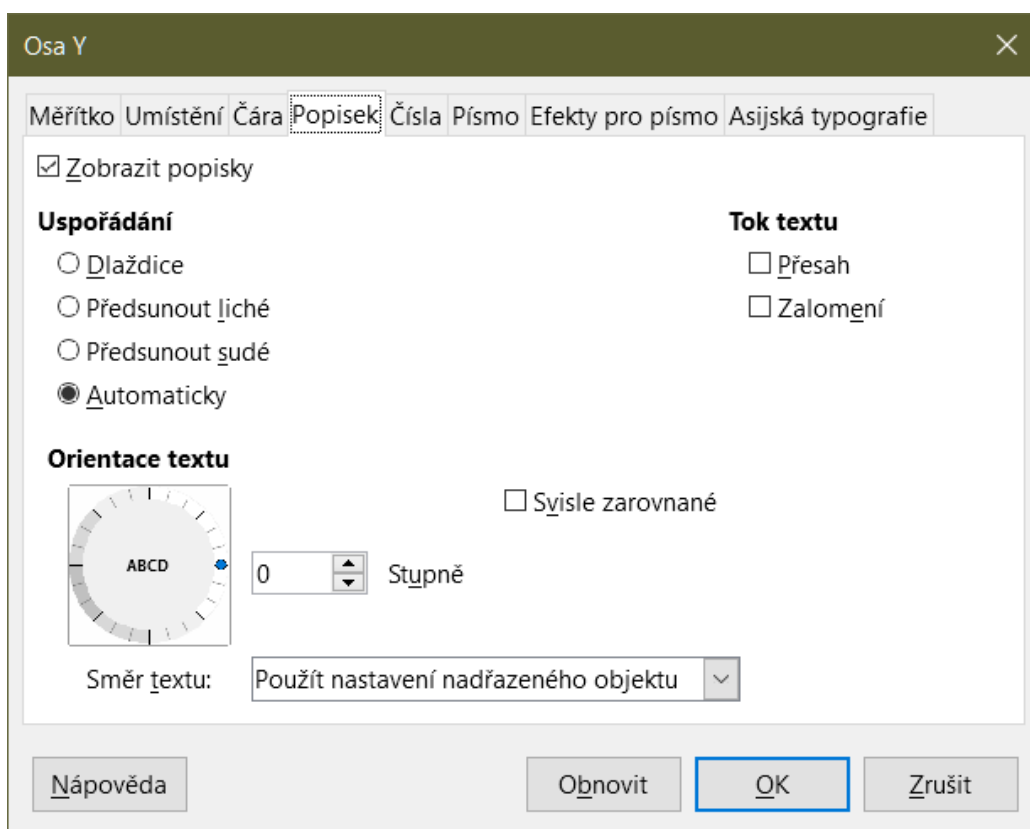 Osa Y
Měřítko Umístění Čára Popisek Čísla Písmo Efekty pro písmo Asijská typografie
Zobrazit popisky
Uspořádání
Dlaždice
Předsunout liché
Předsunout sudé
Automaticky
Tok textu
Přesah
Zalomení
Orientace textu
ABCD
Svisle zarovnané
0 Stupně
Směr textu: Použít nastavení nadřazeného objektu
Nápověda Obnovit OK Zrušit